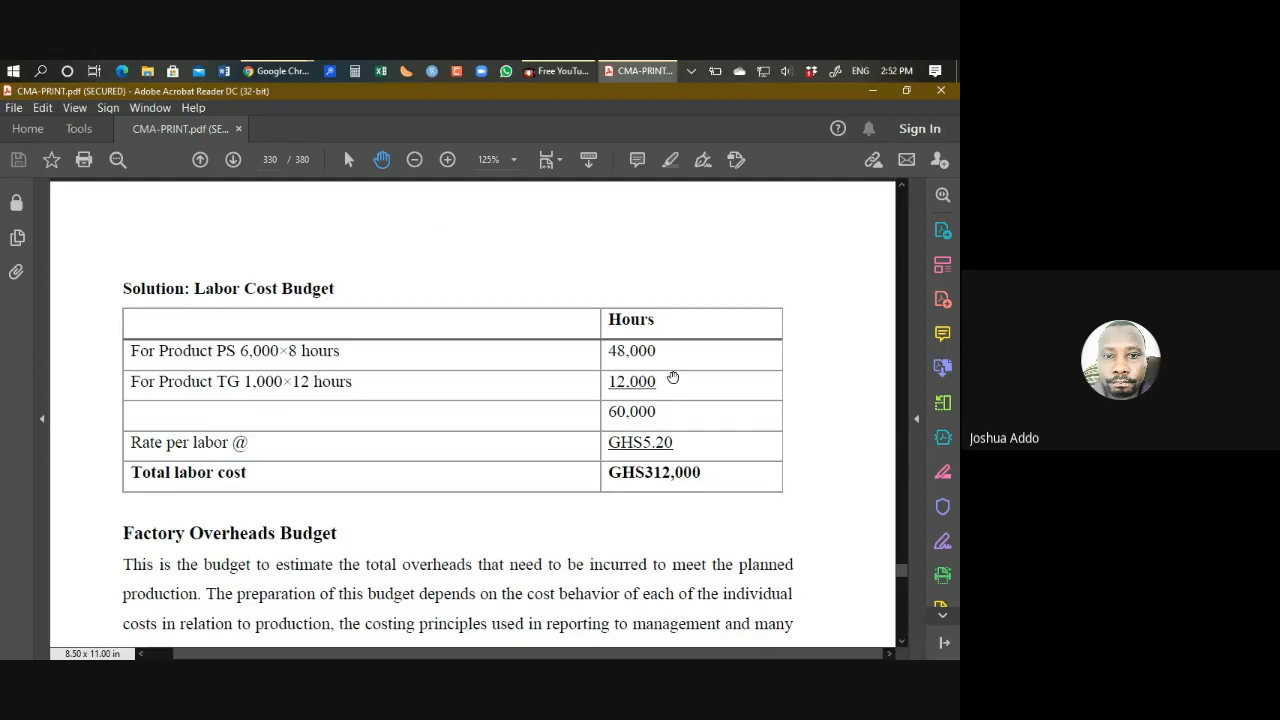 Google Chr...
Free YouTu...
CMA-PRINT...
ENG
2:52 PM
CMA-PRINT.pdf (SECURED) - Adobe Acrobat Reader DC (32-bit)
File Edit View Sign Window Help
Home Tools CMA-PRINT.pdf (SE... × Sign In
330 / 380 125%
Solution: Labor Cost Budget
Hours
For Product PS 6,000×8 hours 48,000
For Product TG 1,000×12 hours 12,000
60,000
Rate per labor @ GHS5.20
Total labor cost GHS312,000
Factory Overheads Budget
This is the budget to estimate the total overheads that need to be incurred to meet the planned
production. The preparation of this budget depends on the cost behavior of each of the individual
costs in relation to production, the costing principles used in reporting to management and many
8.50 x 11.00 in
Joshua Addo